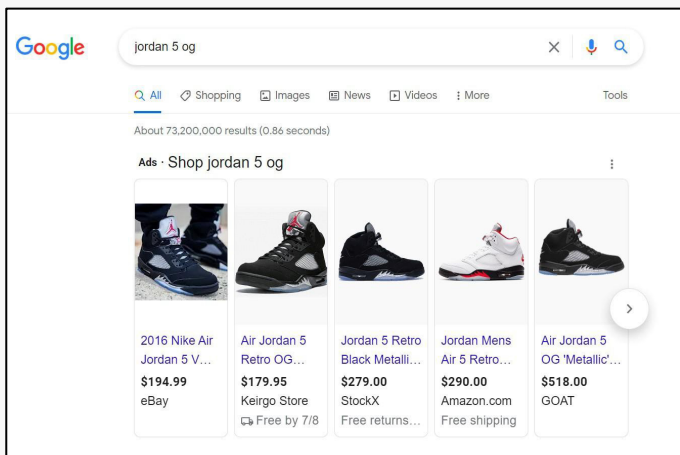 Google
jordan 5 og
All Shopping Images News Videos More Tools
About 73,200,000 results (0.86 seconds)
Ads · Shop jordan 5 og
2016 Nike Air
Jordan 5 V...
$194.99
eBay
Air Jordan 5
Retro OG...
$179.95
Keirgo Store
Free by 7/8
Jordan 5 Retro
Black Metalli...
$279.00
StockX
Free returns...
Jordan Mens
Air 5 Retro...
$290.00
Amazon.com
Free shipping
Air Jordan 5
OG 'Metallic'...
$518.00
GOAT